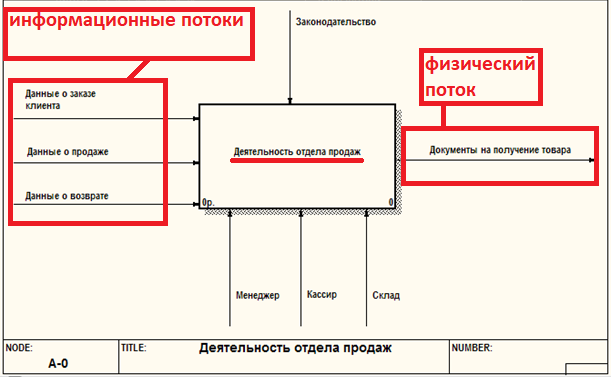 информационные потоки
Законодательство
физический
поток
Данные о заказе
клиента
Данные о продаже
Деятельность отдела продаж
Документы на получение товара
Данные о возврате
0р.
0
Менеджер
Кассир
Склад
NODE:
TITLE:
Деятельность отдела продаж
NUMBER:
A-0